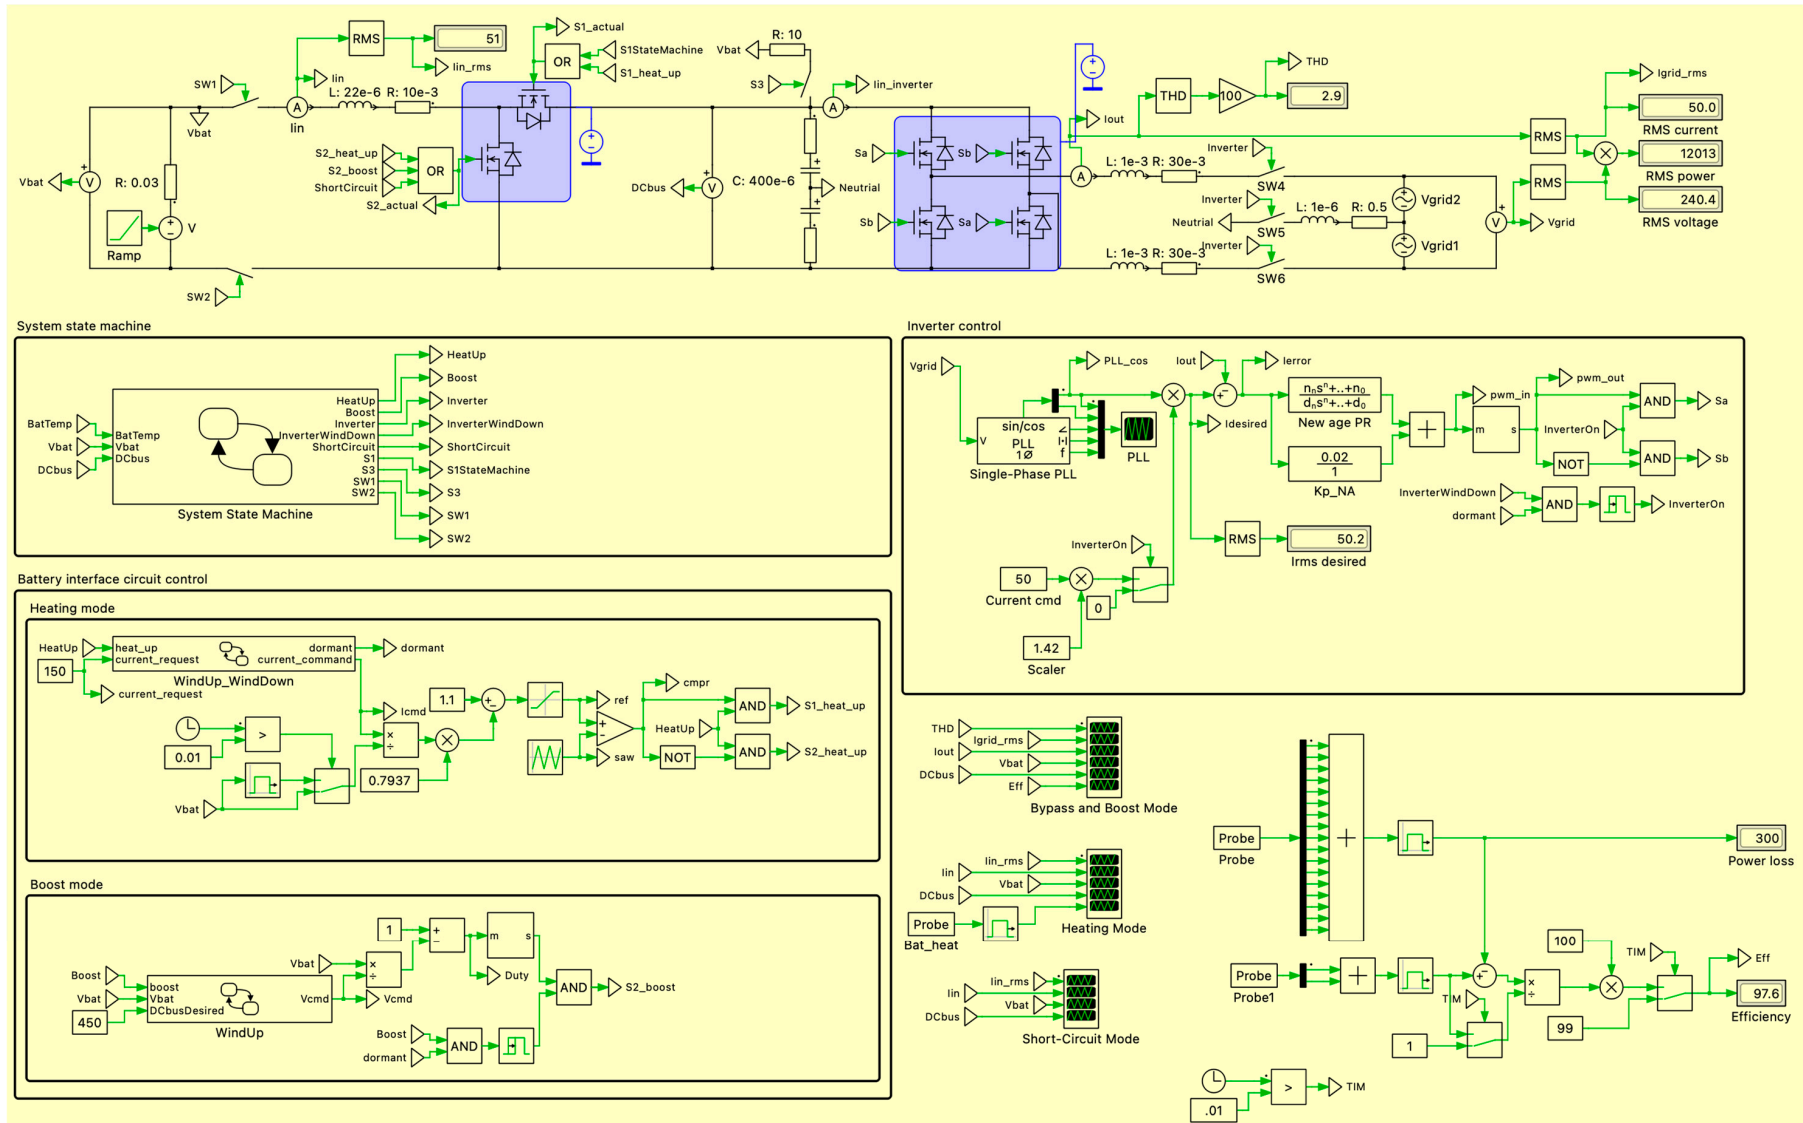 RMS
51
Iin_rms
Iin
SW1
Vbat
A
Iin
L: 22e-6
R: 10e-3
S1_actual
OR
S1StateMachine
S1_heat_up
S2_heat_up
S2_boost
ShortCircuit
OR
S2_actual
Vbat
V
R: 0.03
V
Ramp
SW2
DCbus
V
Vbat
R: 10
S3
A
Iin_inverter
C: 400e-6
Neutrial
Sa
Sb
Sb
Sa
Iout
A
THD
100
THD
2.9
L: 1e-3
R: 30e-3
Inverter
SW4
Inverter
Neutrial
SW5
L: 1e-6
R: 0.5
Inverter
L: 1e-3
R: 30e-3
SW6
Vgrid2
Vgrid1
V
Vgrid
RMS
RMS
Igrid_rms
50.0
RMS current
12013
RMS power
240.4
RMS voltage
System state machine
BatTemp
Vbat
DCbus
BatTemp
Vbat
DCbus
HeatUp
Boost
Inverter
InverterWindDown
ShortCircuit
S1
S3
SW1
SW2
System State Machine
HeatUp
Boost
Inverter
InverterWindDown
ShortCircuit
S1StateMachine
S3
SW1
SW2
Inverter control
Vgrid
V
sin/cos
PLL
1Ø
f
Single-Phase PLL
PLL
PLL_cos
Iout
Ierror
Idesired
nₙsⁿ+..+n₀
dₙsⁿ+..+d₀
New age PR
0.02
1
Kp_NA
pwm_in
m
s
pwm_out
InverterOn
NOT
AND
AND
Sa
Sb
InverterWindDown
dormant
AND
InverterOn
RMS
50.2
Irms desired
InverterOn
50
Current cmd
0
1.42
Scaler
Battery interface circuit control
Heating mode
HeatUp
150
heat_up
current_request
dormant
current_command
WindUp_WindDown
dormant
current_request
Icmd
×
÷
0.01
>
Vbat
0.7937
1.1
ref
saw
cmpr
HeatUp
NOT
AND
AND
S1_heat_up
S2_heat_up
Boost mode
Boost
Vbat
450
boost
Vbat
DCbusDesired
Vcmd
WindUp
Vbat
×
÷
Vcmd
1
m
s
Duty
Boost
dormant
AND
AND
S2_boost
THD
Igrid_rms
Iout
Vbat
DCbus
Eff
Bypass and Boost Mode
Iin_rms
Iin
Vbat
DCbus
Probe
Bat_heat
Heating Mode
Iin_rms
Iin
Vbat
DCbus
Short-Circuit Mode
Probe
Probe
300
Power loss
Probe
Probe1
TIM
1
×
÷
100
99
TIM
Eff
97.6
Efficiency
.01
>
TIM